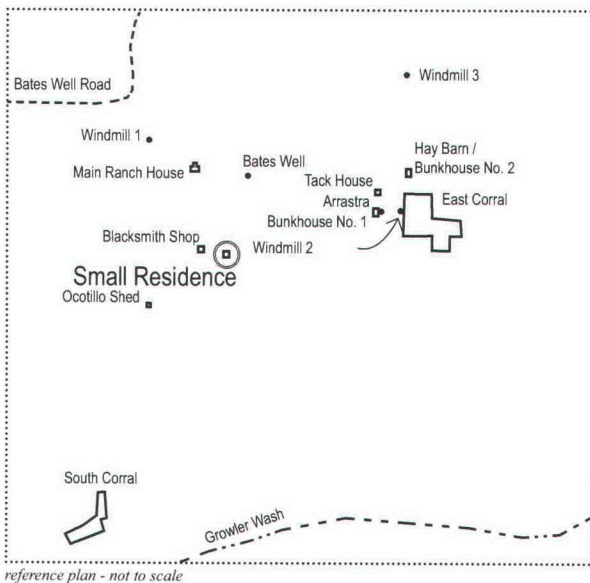 Windmill 3
Bates Well Road
Windmill 1
Hay Barn /
Bunkhouse No. 2
Main Ranch House
Bates Well
Tack House
East Corral
Arrastra
Bunkhouse No. 1
Blacksmith Shop
Windmill 2
Small Residence
Ocotillo Shed
South Corral
Growler Wash
reference plan - not to scale